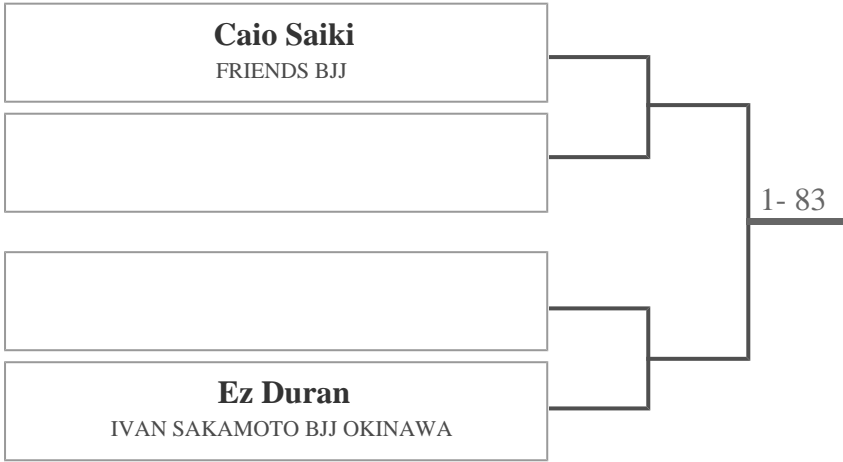 Caio Saiki
FRIENDS BJJ
1- 83
Ez Duran
IVAN SAKAMOTO BJJ OKINAWA